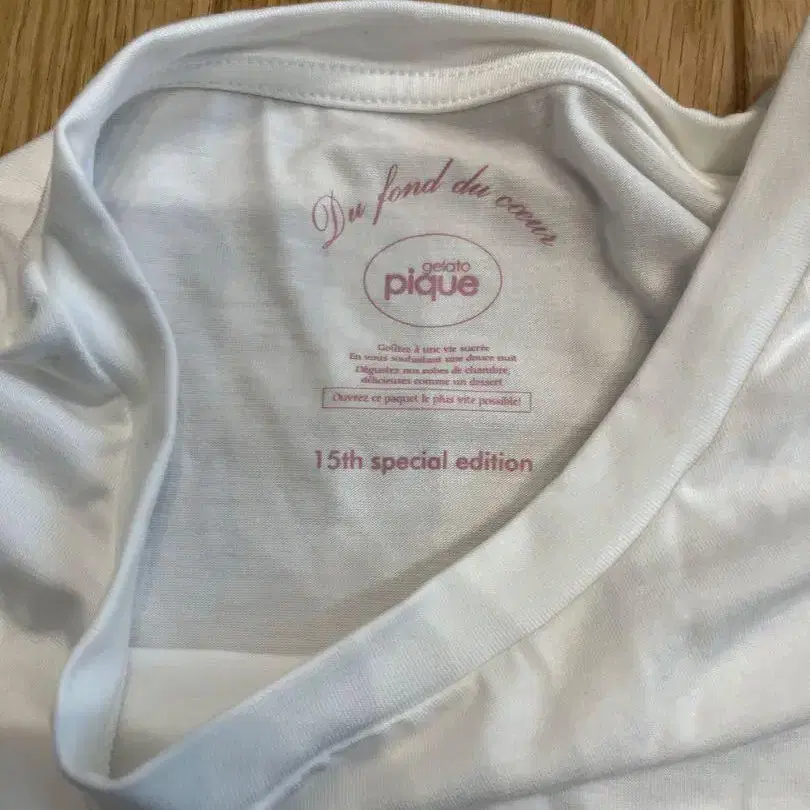 Du fond du cœur
gelato
pique
Goûtez à une vie sucrée
En vous souhaitant une douce nuit
Dégustez nos robes de chambre,
délicieuses comme un dessert
Ouvrez ce paquet le plus vite possible!
15th special edition